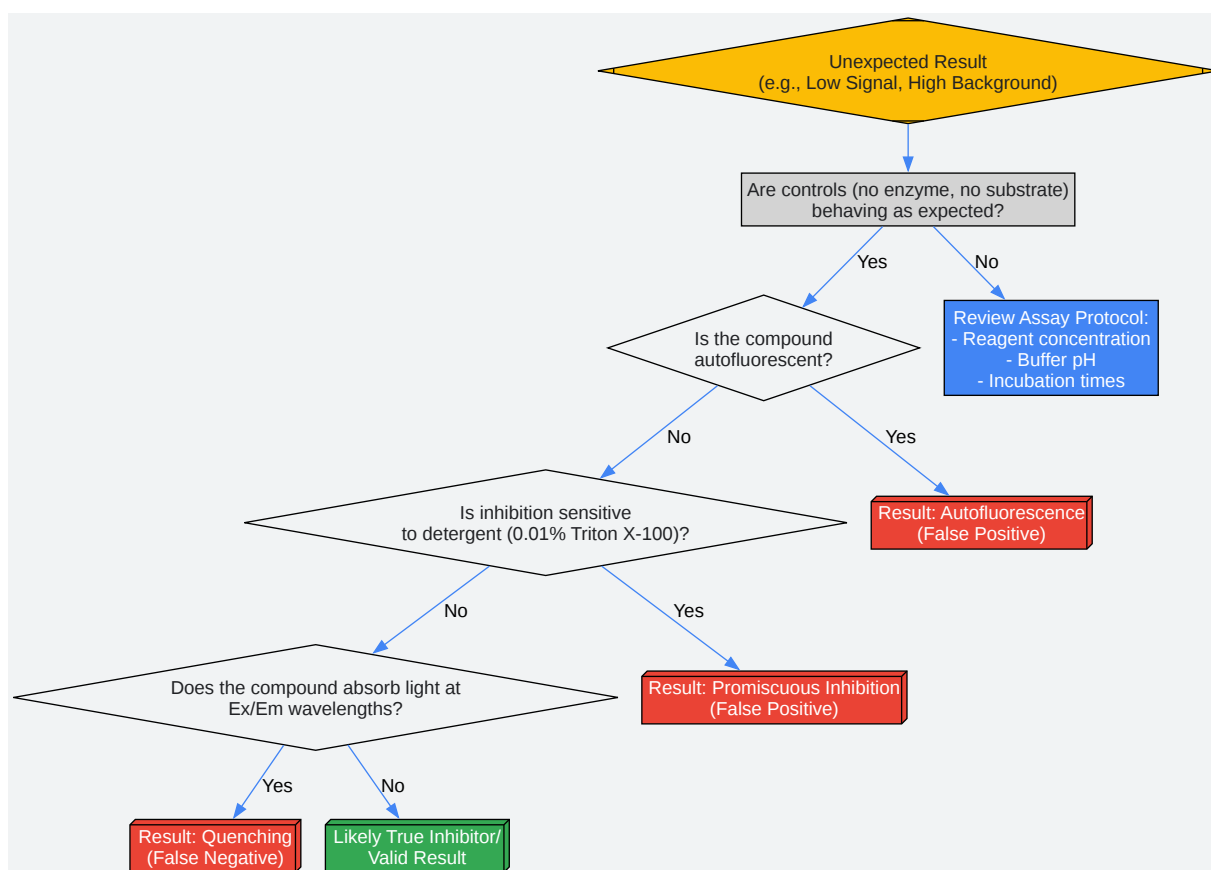 Unexpected Result
(e.g., Low Signal, High Background)
Are controls (no enzyme, no substrate)
behaving as expected?
Yes
No
Is the compound
autofluorescent?
Review Assay Protocol:
- Reagent concentration
- Buffer pH
- Incubation times
No
Yes
Is inhibition sensitive
to detergent (0.01% Triton X-100)?
Result: Autofluorescence
(False Positive)
No
Yes
Does the compound absorb light at
Ex/Em wavelengths?
Result: Promiscuous Inhibition
(False Positive)
Yes
No
Result: Quenching
(False Negative)
Likely True Inhibitor/
Valid Result